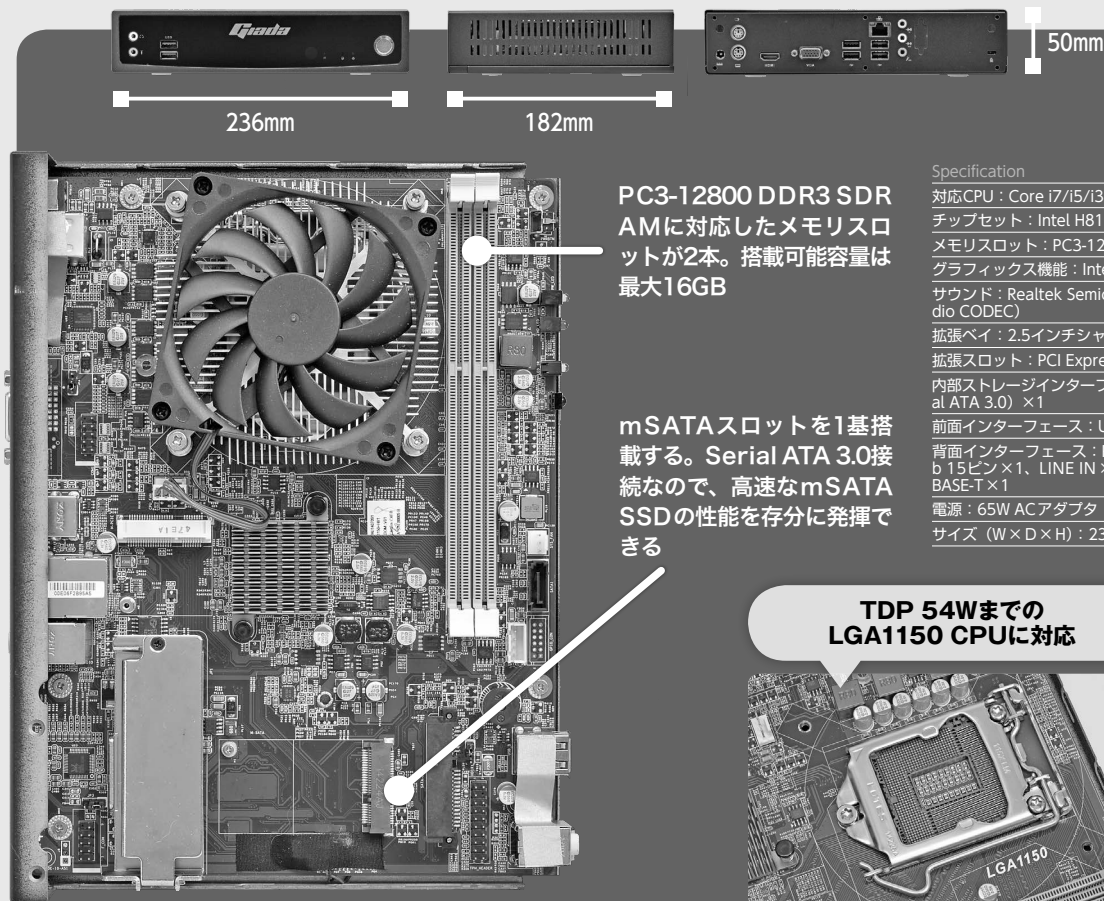 Giada
50mm
236mm
182mm
PC3-12800 DDR3 SDR
AMに対応したメモリスロ
ットが2本。搭載可能容量は
最大16GB
mSATAスロットを1基搭
載する。Serial ATA 3.0接
続なので、高速なmSATA
SSDの性能を存分に発揮で
きる
Specification
対応CPU：Core i7/i5/i3
チップセット：Intel H81
メモリスロット：PC3-12
グラフィックス機能：Inte
サウンド：Realtek Semic
dio CODEC）
拡張ベイ：2.5インチシャ
拡張スロット：PCI Expre
内部ストレージインターフ
al ATA 3.0）×1
前面インターフェース：U
背面インターフェース：
b 15ピン×1、LINE IN×
BASE-T×1
電源：65W ACアダプタ
サイズ（W×D×H）：23
TDP 54Wまでの
LGA1150 CPUに対応
LGA1150